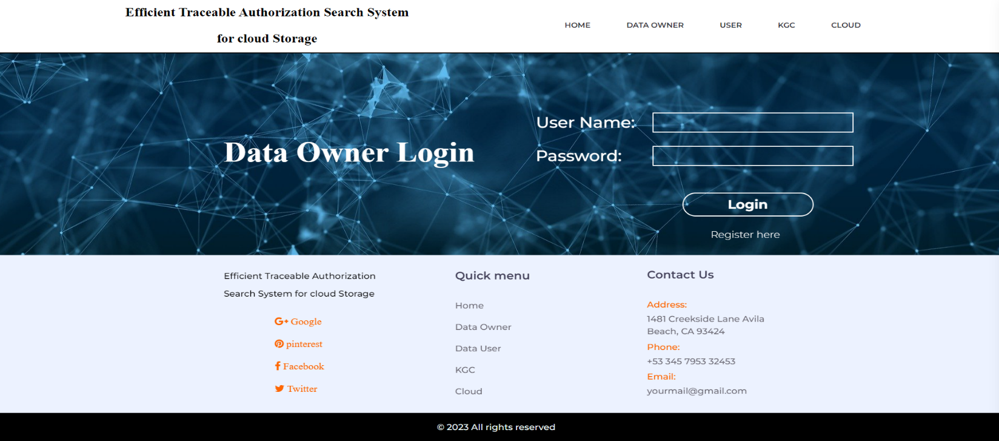 Efficient Traceable Authorization Search System
for cloud Storage
HOME
DATA OWNER
USER
KGC
CLOUD
Data Owner Login
User Name:
Password:
Login
Register here
Efficient Traceable Authorization
Search System for cloud Storage
G+ Google
pinterest
Facebook
Twitter
Quick menu
Home
Data Owner
Data User
KGC
Cloud
Contact Us
Address:
1481 Creekside Lane Avila
Beach, CA 93424
Phone:
+53 345 7953 32453
Email:
yourmail@gmail.com
© 2023 All rights reserved